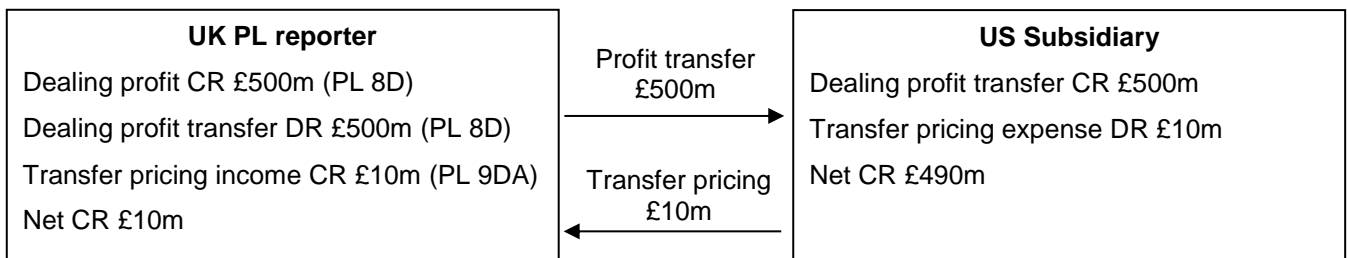 UK PL reporter
Dealing profit CR £500m (PL 8D)
Dealing profit transfer DR £500m (PL 8D)
Transfer pricing income CR £10m (PL 9DA)
Net CR £10m
Profit transfer
£500m
Transfer pricing
£10m
US Subsidiary
Dealing profit transfer CR £500m
Transfer pricing expense DR £10m
Net CR £490m